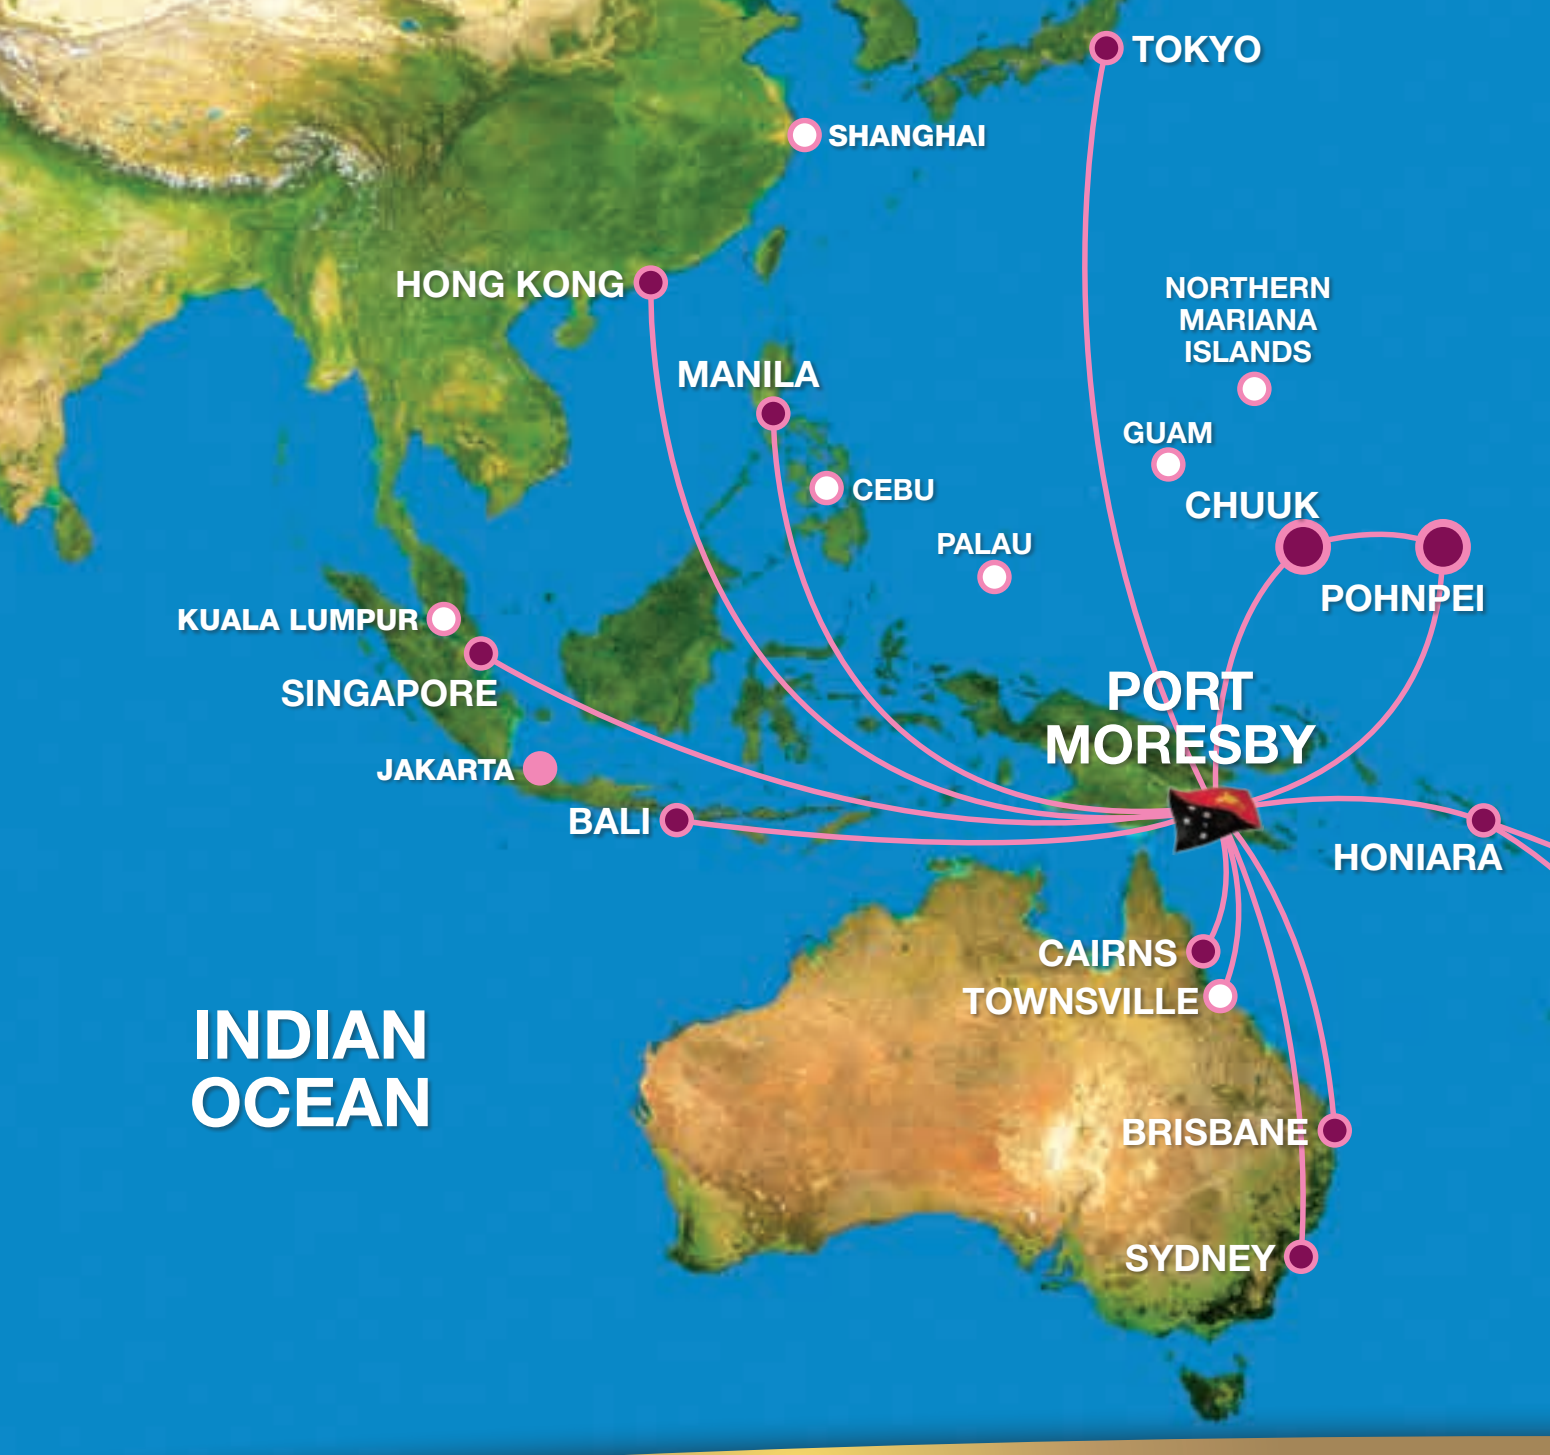 TOKYO
SHANGHAI
HONG KONG
NORTHERN
MARIANA
ISLANDS
MANILA
GUAM
CEBU
CHUUK
PALAU
POHNPEI
KUALA LUMPUR
SINGAPORE
PORT
MORESBY
JAKARTA
BALI
HONIARA
CAIRNS
TOWNSVILLE
INDIAN
OCEAN
BRISBANE
SYDNEY